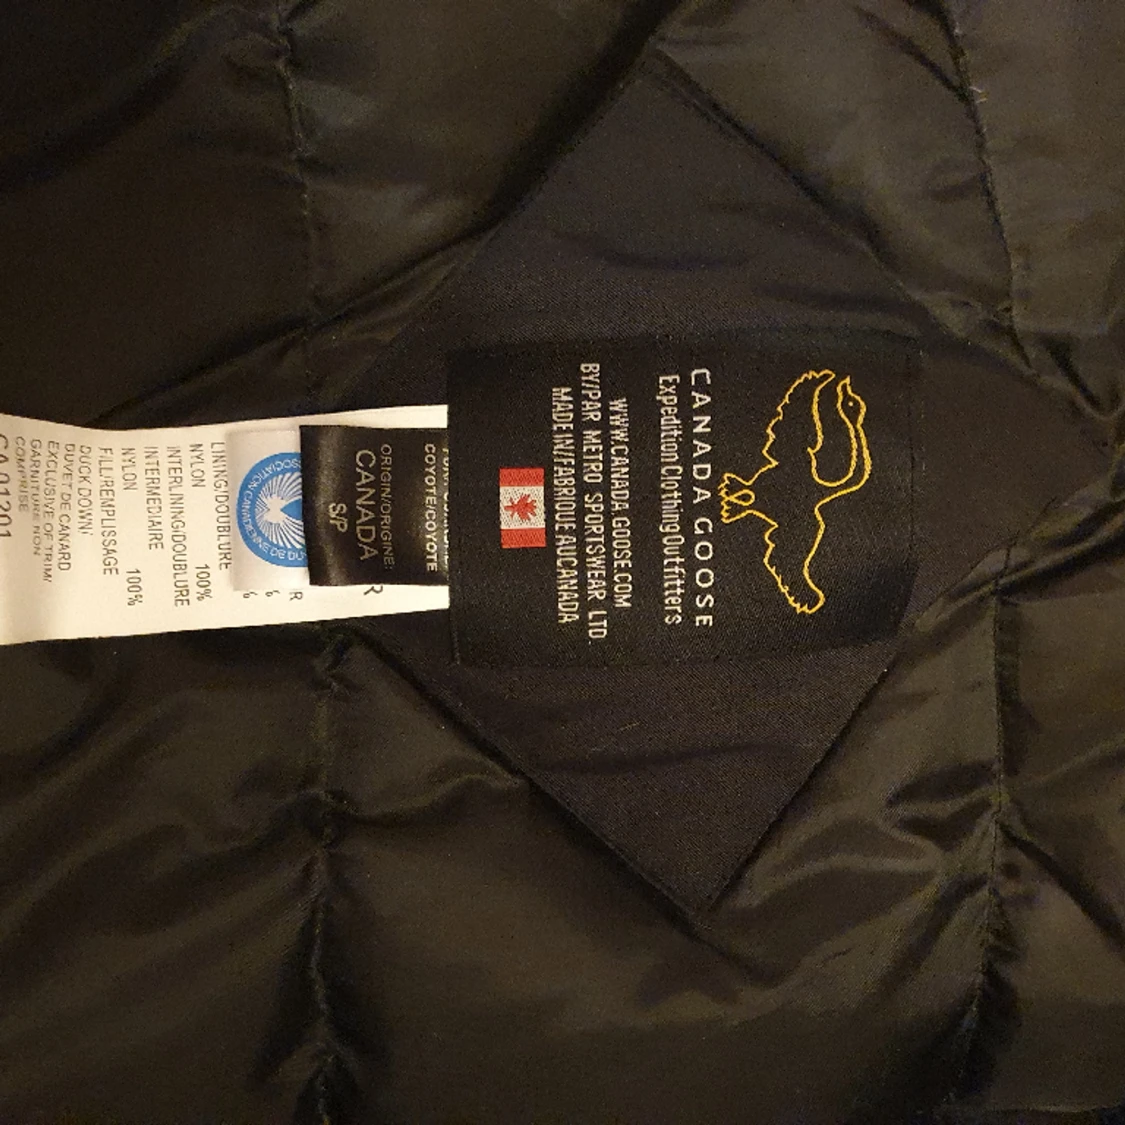 CANADA GOOSE
Expedition Clothing Outfitters
WWW.CANADA GOOSE.COM
BY/PAR METRO SPORTSWEAR LTD.
MADE IN/FABRIQUE AU CANADA
COYOTE/COYOTE
ORIGIN/ORIGINE:
CANADA
S/P
R
R
LINING/DOUBLURE
NYLON 100%
INTERLINING/DOUBLURE
INTERMEDIAIRE
NYLON 100%
FILL/REMPLISSAGE
DUCK DOWN/
DUVET DE CANARD
EXCLUSIVE OF TRIM/
GARNITURE NON
COMPRISE
CA 01201